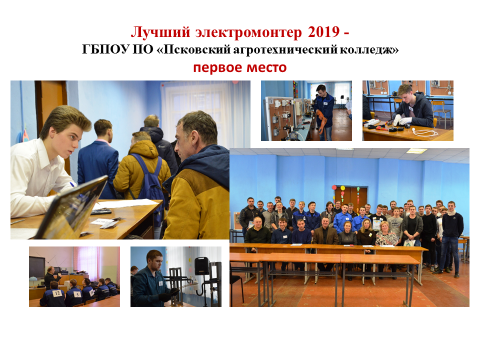 Лучший электромонтер 2019 -
ГБПОУ ПО «Псковский агротехнический колледж»
первое место